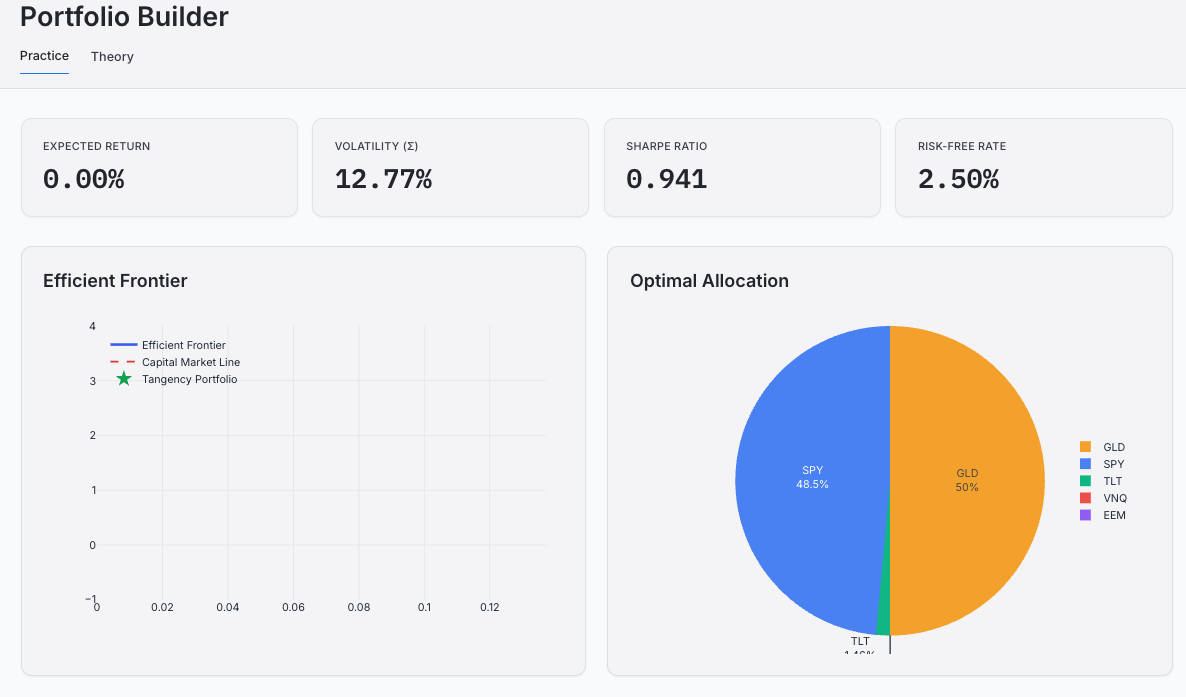 Portfolio Builder
Practice Theory
EXPECTED RETURN
0.00%
VOLATILITY (Σ)
12.77%
SHARPE RATIO
0.941
RISK-FREE RATE
2.50%
Efficient Frontier
4
3
2
1
0
−1
Efficient Frontier
Capital Market Line
Tangency Portfolio
0 0.02 0.04 0.06 0.08 0.1 0.12
Optimal Allocation
SPY
48.5%
GLD
50%
TLT
1.46%
GLD
SPY
TLT
VNQ
EEM